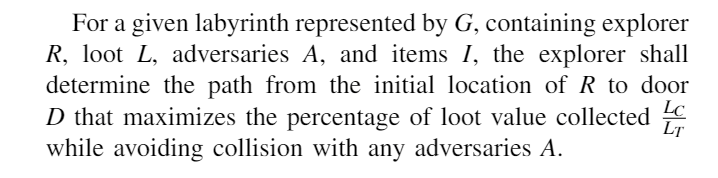 For a given labyrinth represented by G, containing explorer
R, loot L, adversaries A, and items I, the explorer shall
determine the path from the initial location of R to door
D that maximizes the percentage of loot value collected \frac{L_C}{L_T}
while avoiding collision with any adversaries A.